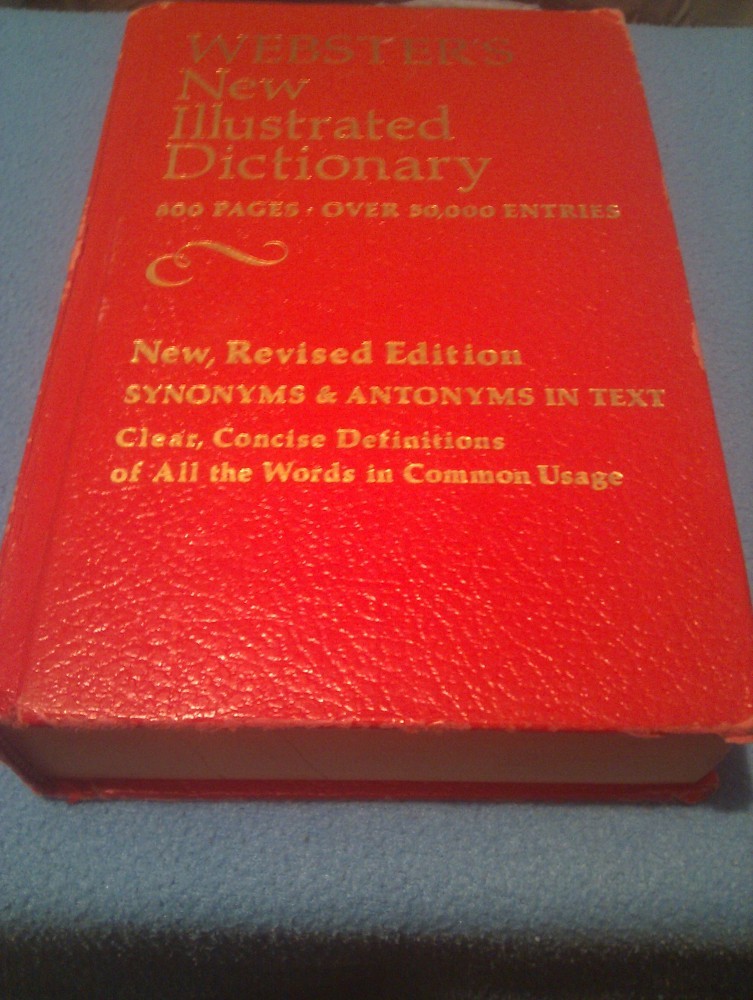 WEBSTER'S
New
Illustrated
Dictionary
800 PAGES • OVER 50,000 ENTRIES
New, Revised Edition
SYNONYMS & ANTONYMS IN TEXT
Clear, Concise Definitions
of All the Words in Common Usage